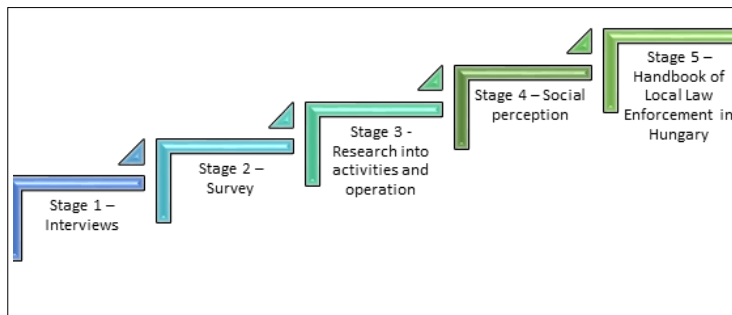 Stage 1 –
Interviews
Stage 2 –
Survey
Stage 3 -
Research into
activities and
operation
Stage 4 – Social
perception
Stage 5 –
Handbook of
Local Law
Enforcement in
Hungary